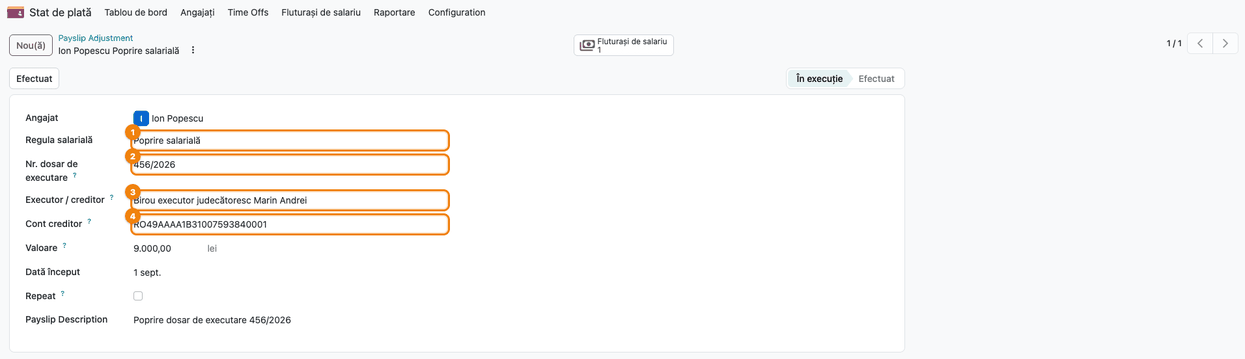 Stat de plată Tablou de bord Angajați Time Offs Fluturași de salariu Raportare Configuration
Nou(ă) Payslip Adjustment
Ion Popescu Poprire salarială
Fluturași de salariu
1
1 / 1
Efectuat În execuție Efectuat
Angajat I Ion Popescu
1
Regula salarială Poprire salarială
2
Nr. dosar de executare ? 456/2026
3
Executor / creditor ? Birou executor judecătoresc Marin Andrei
4
Cont creditor ? RO49AAAA1B31007593840001
Valoare ? 9.000,00 lei
Dată început 1 sept.
Repeat ?
Payslip Description Poprire dosar de executare 456/2026